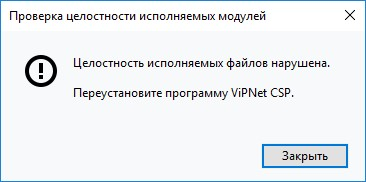 Проверка целостности исполняемых модулей
Целостность исполняемых файлов нарушена.
Переустановите программу ViPNet CSP.
Закрыть